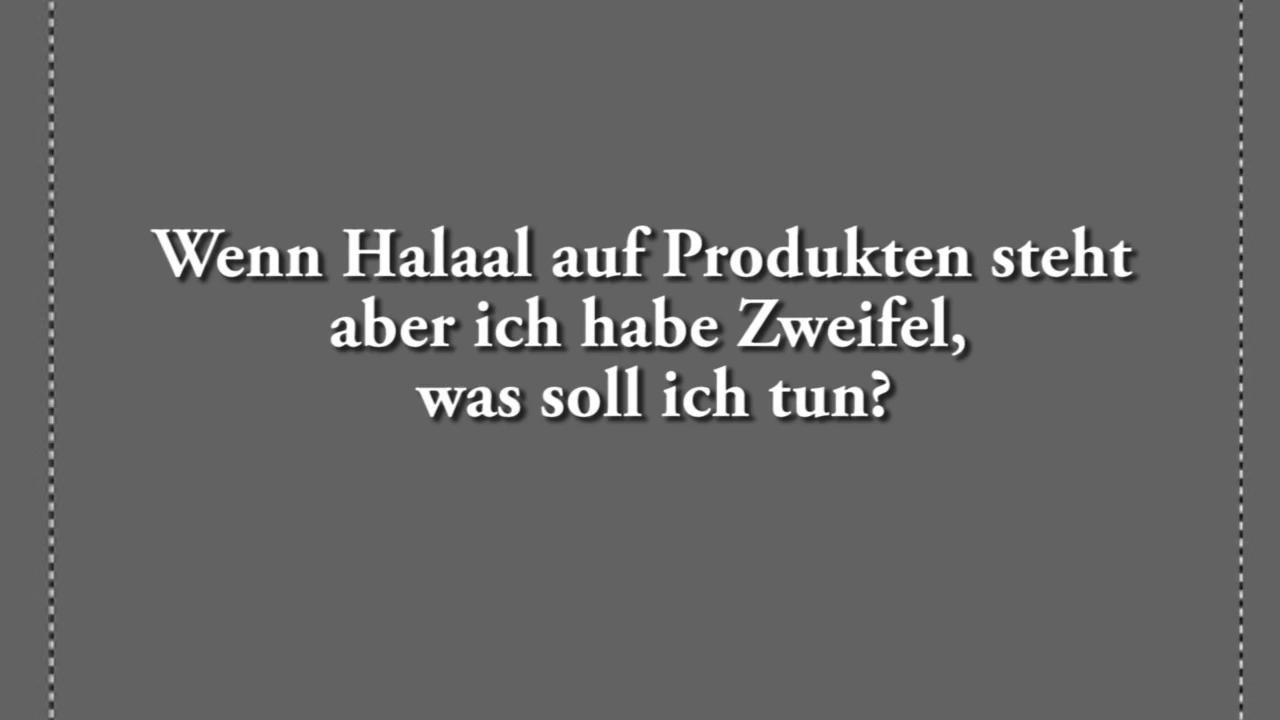 Wenn Halaal auf Produkten steht
aber ich habe Zweifel,
was soll ich tun?